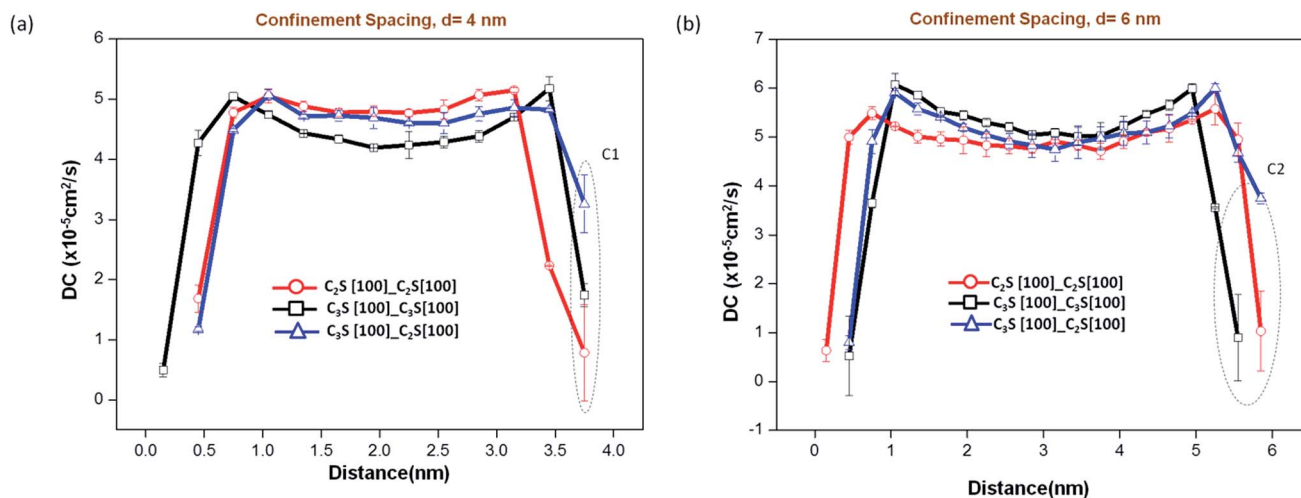 (a)
Confinement Spacing, d= 4 nm
6
5
4
3
2
1
0
DC (x10⁻⁵cm²/s)
C1
C₂S [100]_C₂S[100]
C₃S [100]_C₃S[100]
C₃S [100]_C₂S[100]
0.0 0.5 1.0 1.5 2.0 2.5 3.0 3.5 4.0
Distance(nm)
(b)
Confinement Spacing, d= 6 nm
7
6
5
4
3
2
1
0
-1
DC (x10⁻⁵cm²/s)
C2
C₂S [100]_C₂S[100]
C₃S [100]_C₃S[100]
C₃S [100]_C₂S[100]
0 1 2 3 4 5 6
Distance(nm)